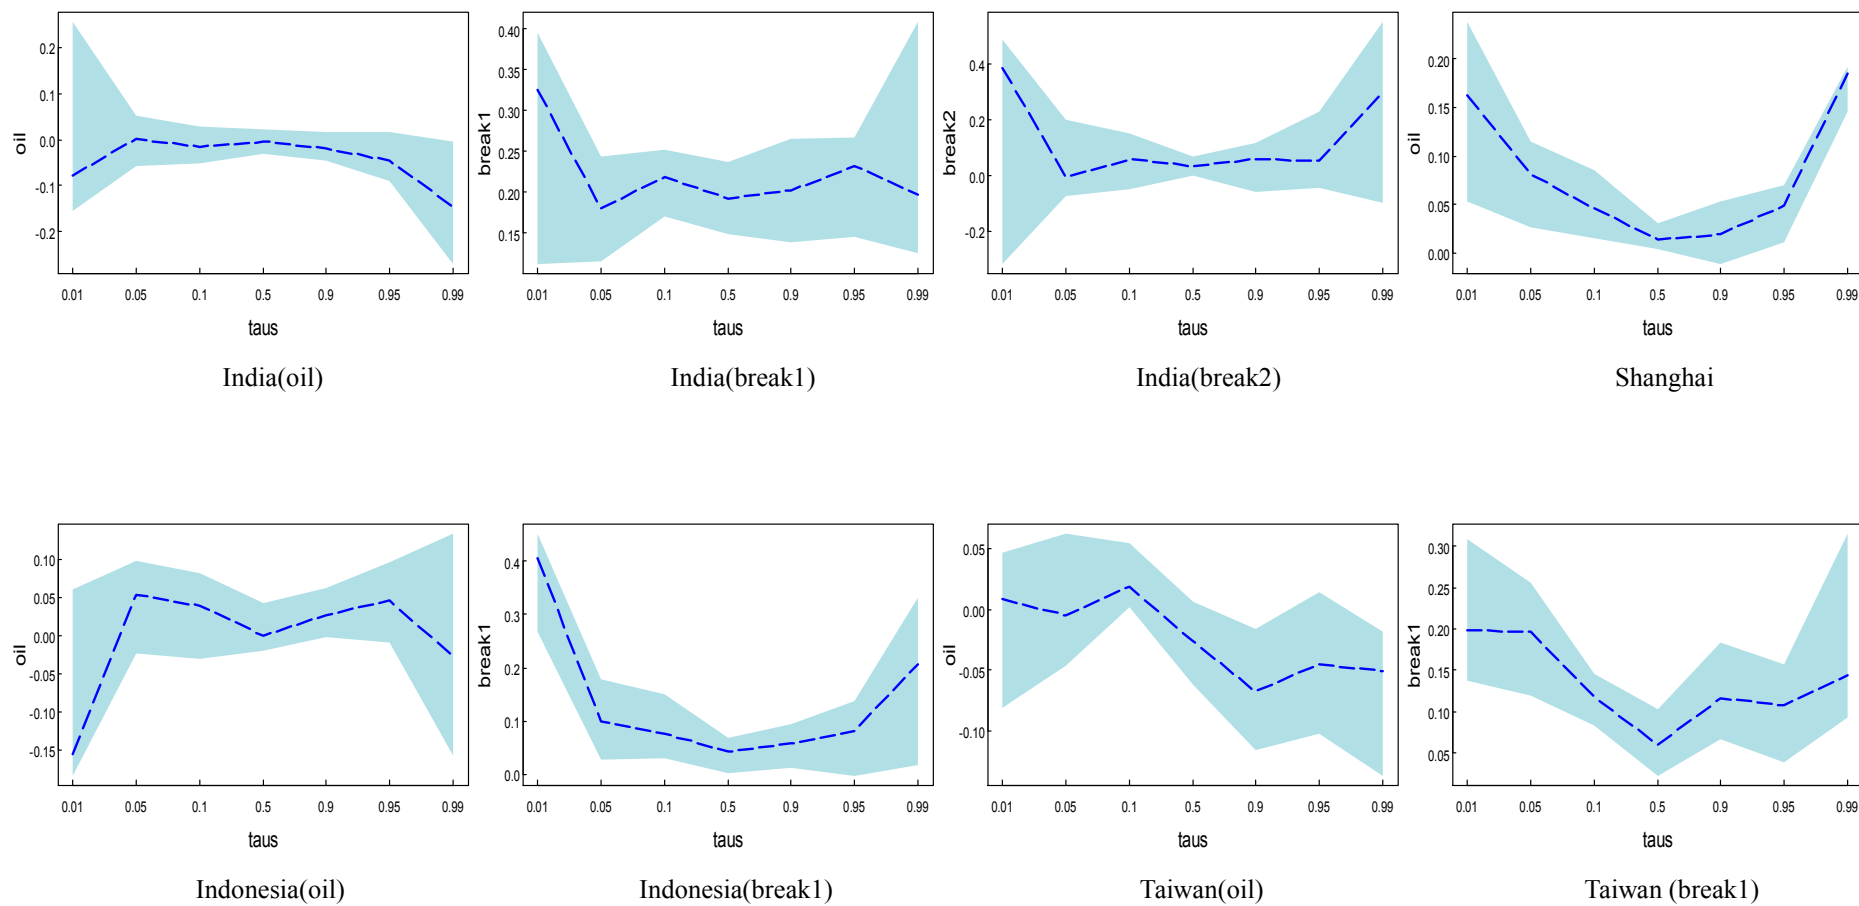 oil
0.2
0.1
0.0
-0.1
-0.2
0.01 0.05 0.1 0.5 0.9 0.95 0.99
taus
India(oil)
break1
0.40
0.35
0.30
0.25
0.20
0.15
0.01 0.05 0.1 0.5 0.9 0.95 0.99
taus
India(break1)
break2
0.4
0.2
0.0
-0.2
0.01 0.05 0.1 0.5 0.9 0.95 0.99
taus
India(break2)
oil
0.20
0.15
0.10
0.05
0.00
0.01 0.05 0.1 0.5 0.9 0.95 0.99
taus
Shanghai
oil
0.10
0.05
0.00
-0.05
-0.10
-0.15
0.01 0.05 0.1 0.5 0.9 0.95 0.99
taus
Indonesia(oil)
break1
0.4
0.3
0.2
0.1
0.0
0.01 0.05 0.1 0.5 0.9 0.95 0.99
taus
Indonesia(break1)
oil
0.05
0.00
-0.05
-0.10
0.01 0.05 0.1 0.5 0.9 0.95 0.99
taus
Taiwan(oil)
break1
0.30
0.25
0.20
0.15
0.10
0.05
0.01 0.05 0.1 0.5 0.9 0.95 0.99
taus
Taiwan (break1)